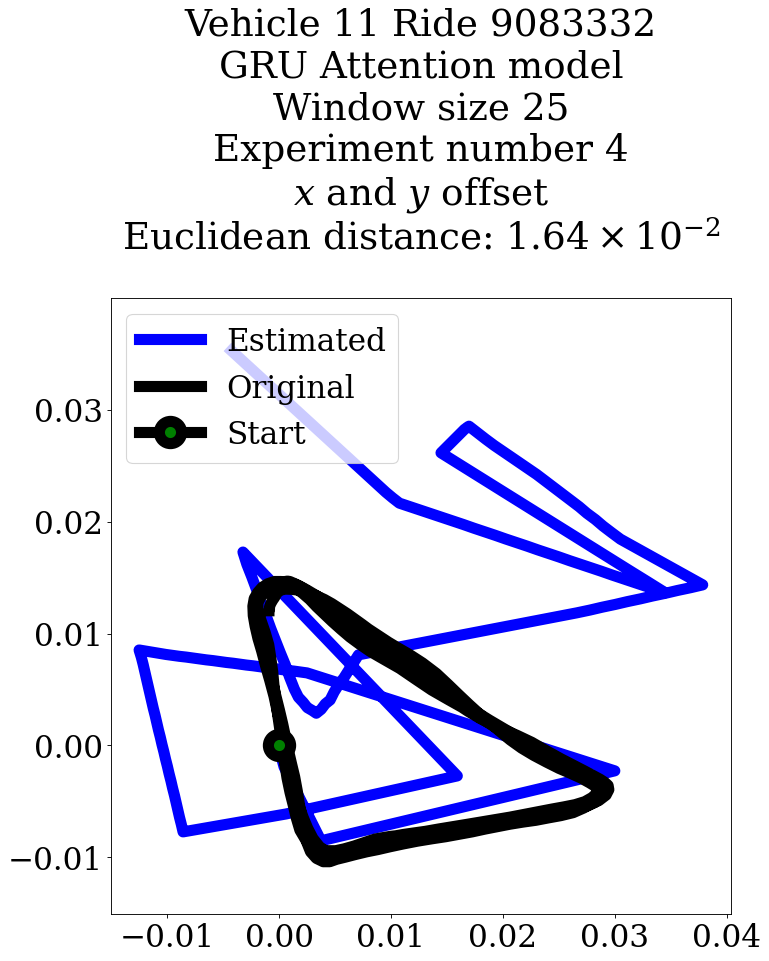 Vehicle 11 Ride 9083332
GRU Attention model
Window size 25
Experiment number 4
x and y offset
Euclidean distance: 1.64 × 10⁻²
Estimated
Original
Start
0.03
0.02
0.01
0.00
−0.01
−0.01 0.00 0.01 0.02 0.03 0.04